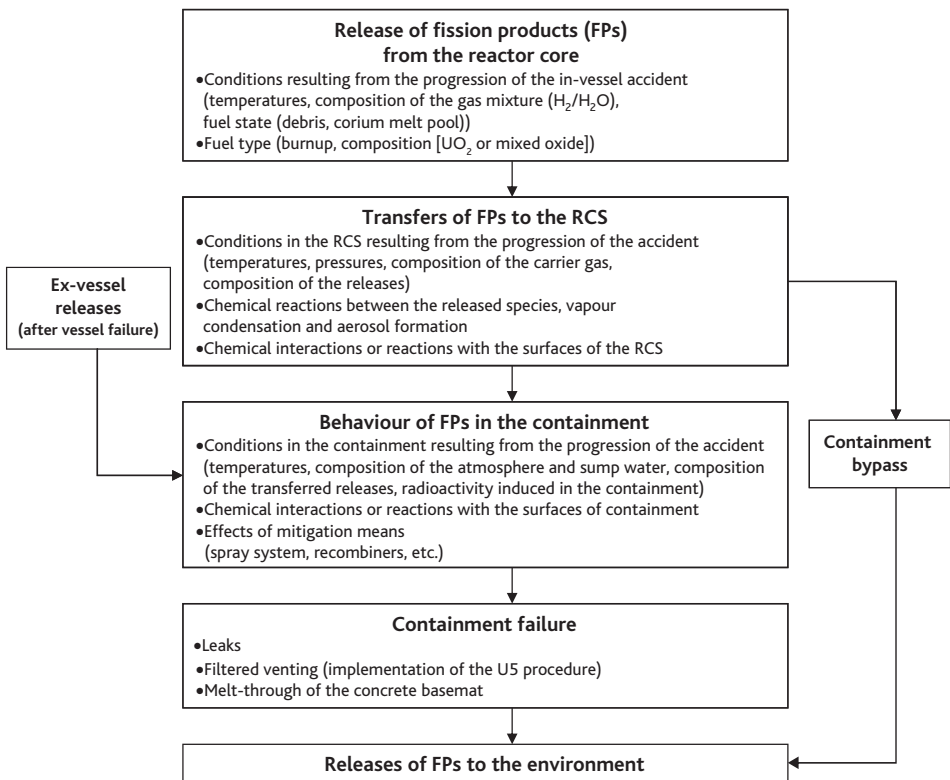 Release of fission products (FPs)
from the reactor core
•Conditions resulting from the progression of the in-vessel accident
(temperatures, composition of the gas mixture (H₂/H₂O),
fuel state (debris, corium melt pool))
•Fuel type (burnup, composition [UO₂ or mixed oxide])
Transfers of FPs to the RCS
•Conditions in the RCS resulting from the progression of the accident
(temperatures, pressures, composition of the carrier gas,
composition of the releases)
•Chemical reactions between the released species, vapour
condensation and aerosol formation
•Chemical interactions or reactions with the surfaces of the RCS
Ex-vessel
releases
(after vessel failure)
Behaviour of FPs in the containment
•Conditions in the containment resulting from the progression of the accident
(temperatures, composition of the atmosphere and sump water, composition
of the transferred releases, radioactivity induced in the containment)
•Chemical interactions or reactions with the surfaces of containment
•Effects of mitigation means
(spray system, recombiners, etc.)
Containment
bypass
Containment failure
•Leaks
•Filtered venting (implementation of the U5 procedure)
•Melt-through of the concrete basemat
Releases of FPs to the environment